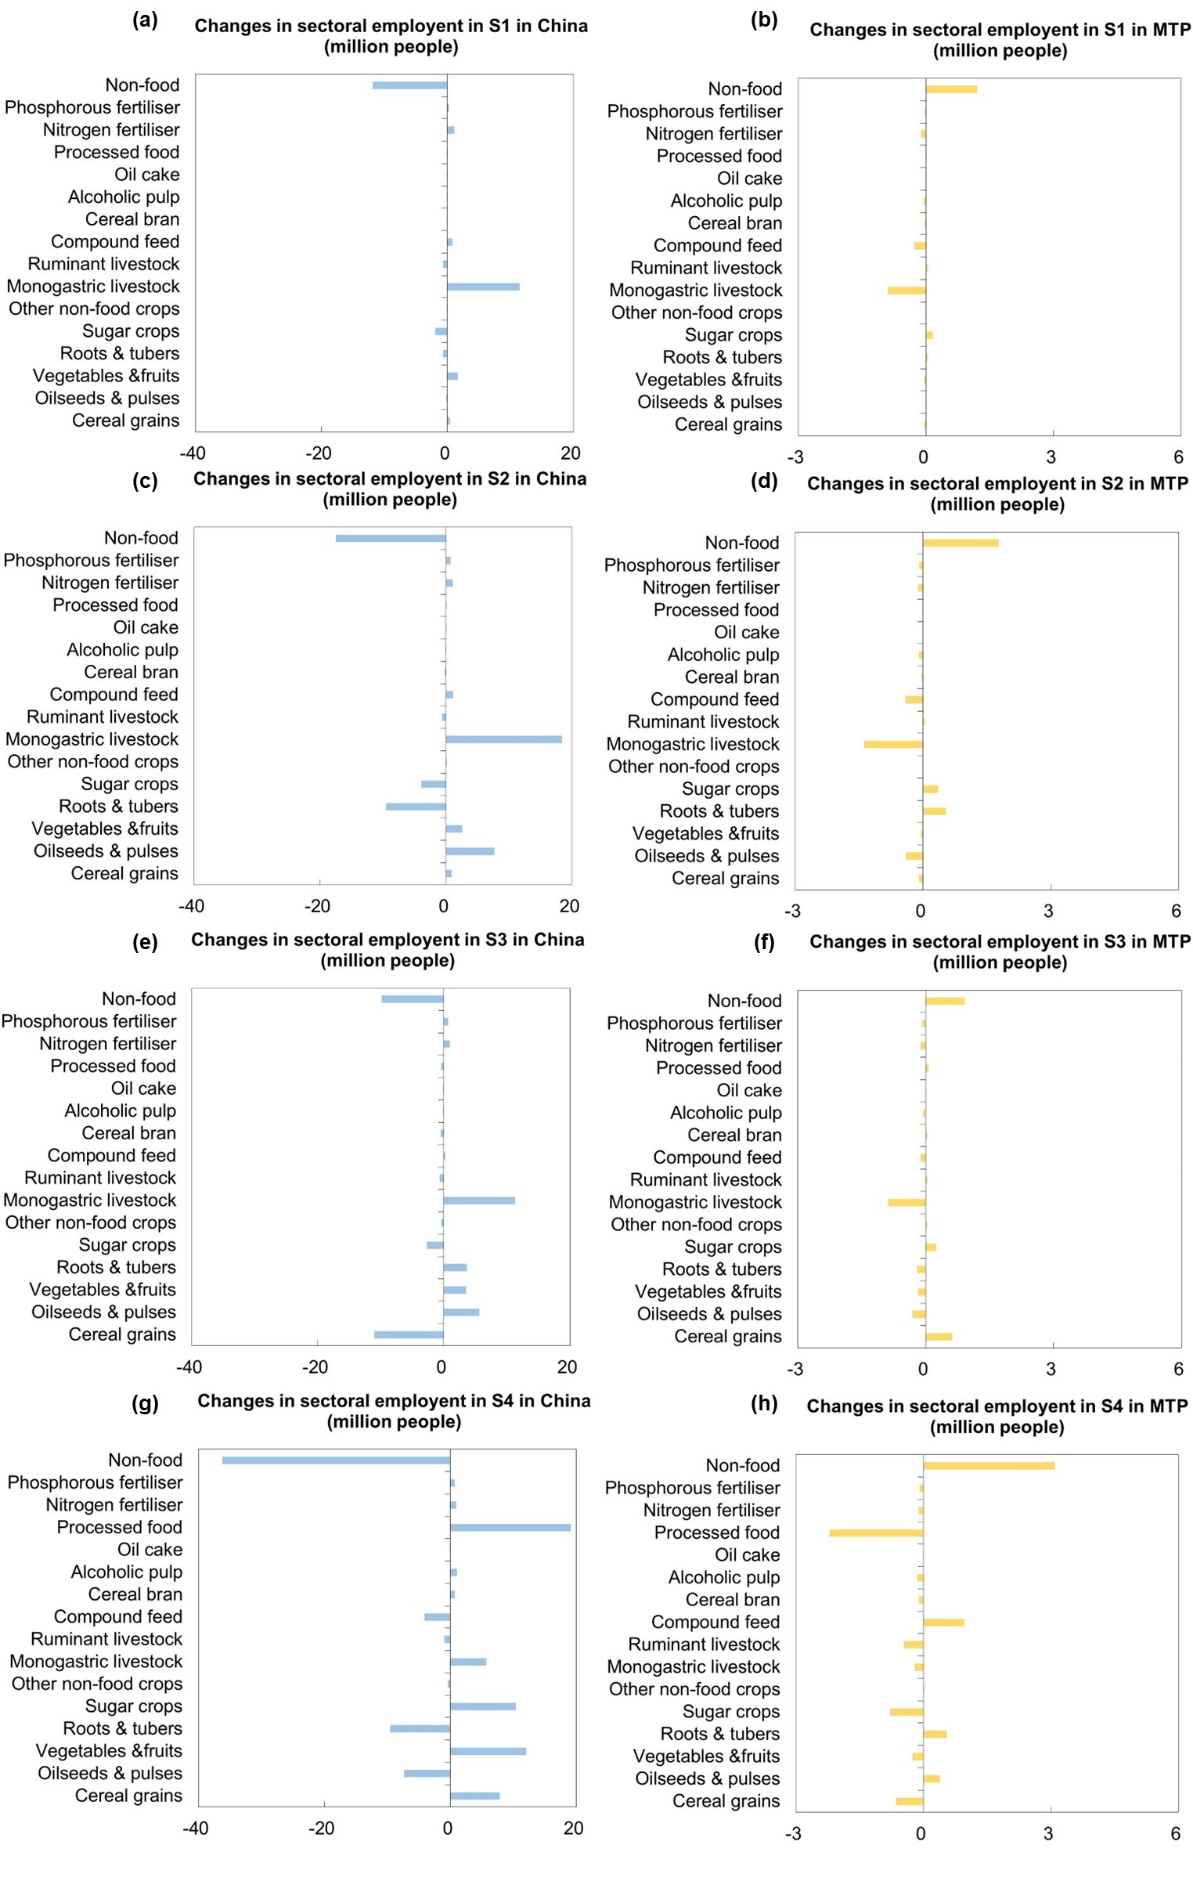 (a)
Changes in sectoral employent in S1 in China
(million people)
Non-food
Phosphorous fertiliser
Nitrogen fertiliser
Processed food
Oil cake
Alcoholic pulp
Cereal bran
Compound feed
Ruminant livestock
Monogastric livestock
Other non-food crops
Sugar crops
Roots & tubers
Vegetables &fruits
Oilseeds & pulses
Cereal grains
-40 -20 0 20
(b)
Changes in sectoral employent in S1 in MTP
(million people)
Non-food
Phosphorous fertiliser
Nitrogen fertiliser
Processed food
Oil cake
Alcoholic pulp
Cereal bran
Compound feed
Ruminant livestock
Monogastric livestock
Other non-food crops
Sugar crops
Roots & tubers
Vegetables &fruits
Oilseeds & pulses
Cereal grains
-3 0 3 6
(c)
Changes in sectoral employent in S2 in China
(million people)
Non-food
Phosphorous fertiliser
Nitrogen fertiliser
Processed food
Oil cake
Alcoholic pulp
Cereal bran
Compound feed
Ruminant livestock
Monogastric livestock
Other non-food crops
Sugar crops
Roots & tubers
Vegetables &fruits
Oilseeds & pulses
Cereal grains
-40 -20 0 20
(d)
Changes in sectoral employent in S2 in MTP
(million people)
Non-food
Phosphorous fertiliser
Nitrogen fertiliser
Processed food
Oil cake
Alcoholic pulp
Cereal bran
Compound feed
Ruminant livestock
Monogastric livestock
Other non-food crops
Sugar crops
Roots & tubers
Vegetables &fruits
Oilseeds & pulses
Cereal grains
-3 0 3 6
(e)
Changes in sectoral employent in S3 in China
(million people)
Non-food
Phosphorous fertiliser
Nitrogen fertiliser
Processed food
Oil cake
Alcoholic pulp
Cereal bran
Compound feed
Ruminant livestock
Monogastric livestock
Other non-food crops
Sugar crops
Roots & tubers
Vegetables &fruits
Oilseeds & pulses
Cereal grains
-40 -20 0 20
(f)
Changes in sectoral employent in S3 in MTP
(million people)
Non-food
Phosphorous fertiliser
Nitrogen fertiliser
Processed food
Oil cake
Alcoholic pulp
Cereal bran
Compound feed
Ruminant livestock
Monogastric livestock
Other non-food crops
Sugar crops
Roots & tubers
Vegetables &fruits
Oilseeds & pulses
Cereal grains
-3 0 3 6
(g)
Changes in sectoral employent in S4 in China
(million people)
Non-food
Phosphorous fertiliser
Nitrogen fertiliser
Processed food
Oil cake
Alcoholic pulp
Cereal bran
Compound feed
Ruminant livestock
Monogastric livestock
Other non-food crops
Sugar crops
Roots & tubers
Vegetables &fruits
Oilseeds & pulses
Cereal grains
-40 -20 0 20
(h)
Changes in sectoral employent in S4 in MTP
(million people)
Non-food
Phosphorous fertiliser
Nitrogen fertiliser
Processed food
Oil cake
Alcoholic pulp
Cereal bran
Compound feed
Ruminant livestock
Monogastric livestock
Other non-food crops
Sugar crops
Roots & tubers
Vegetables &fruits
Oilseeds & pulses
Cereal grains
-3 0 3 6